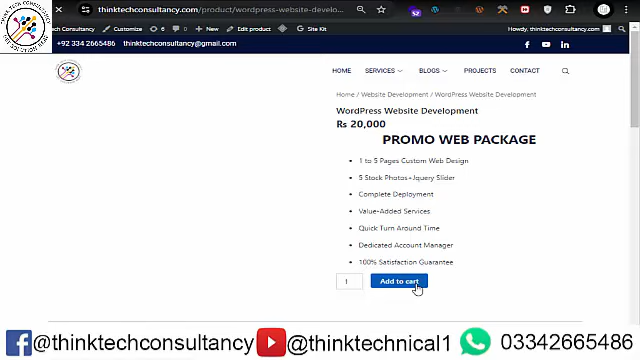 thinktechconsultancy.com/product/wordpress-website-develo...
ch Consultancy Customize 6 8 New Edit product Site Kit Howdy, thinktechconsultancy.com
+92 334 2665486 thinktechconsultancy@gmail.com
HOME SERVICES BLOGS PROJECTS CONTACT
Home / Website Development / WordPress Website Development
WordPress Website Development
Rs 20,000
PROMO WEB PACKAGE
1 to 5 Pages Custom Web Design
5 Stock Photos+Jquery Slider
Complete Deployment
Value-Added Services
Quick Turn Around Time
Dedicated Account Manager
100% Satisfaction Guarantee
1 Add to cart
@thinktechconsultancy @thinktechnical1 03342665486